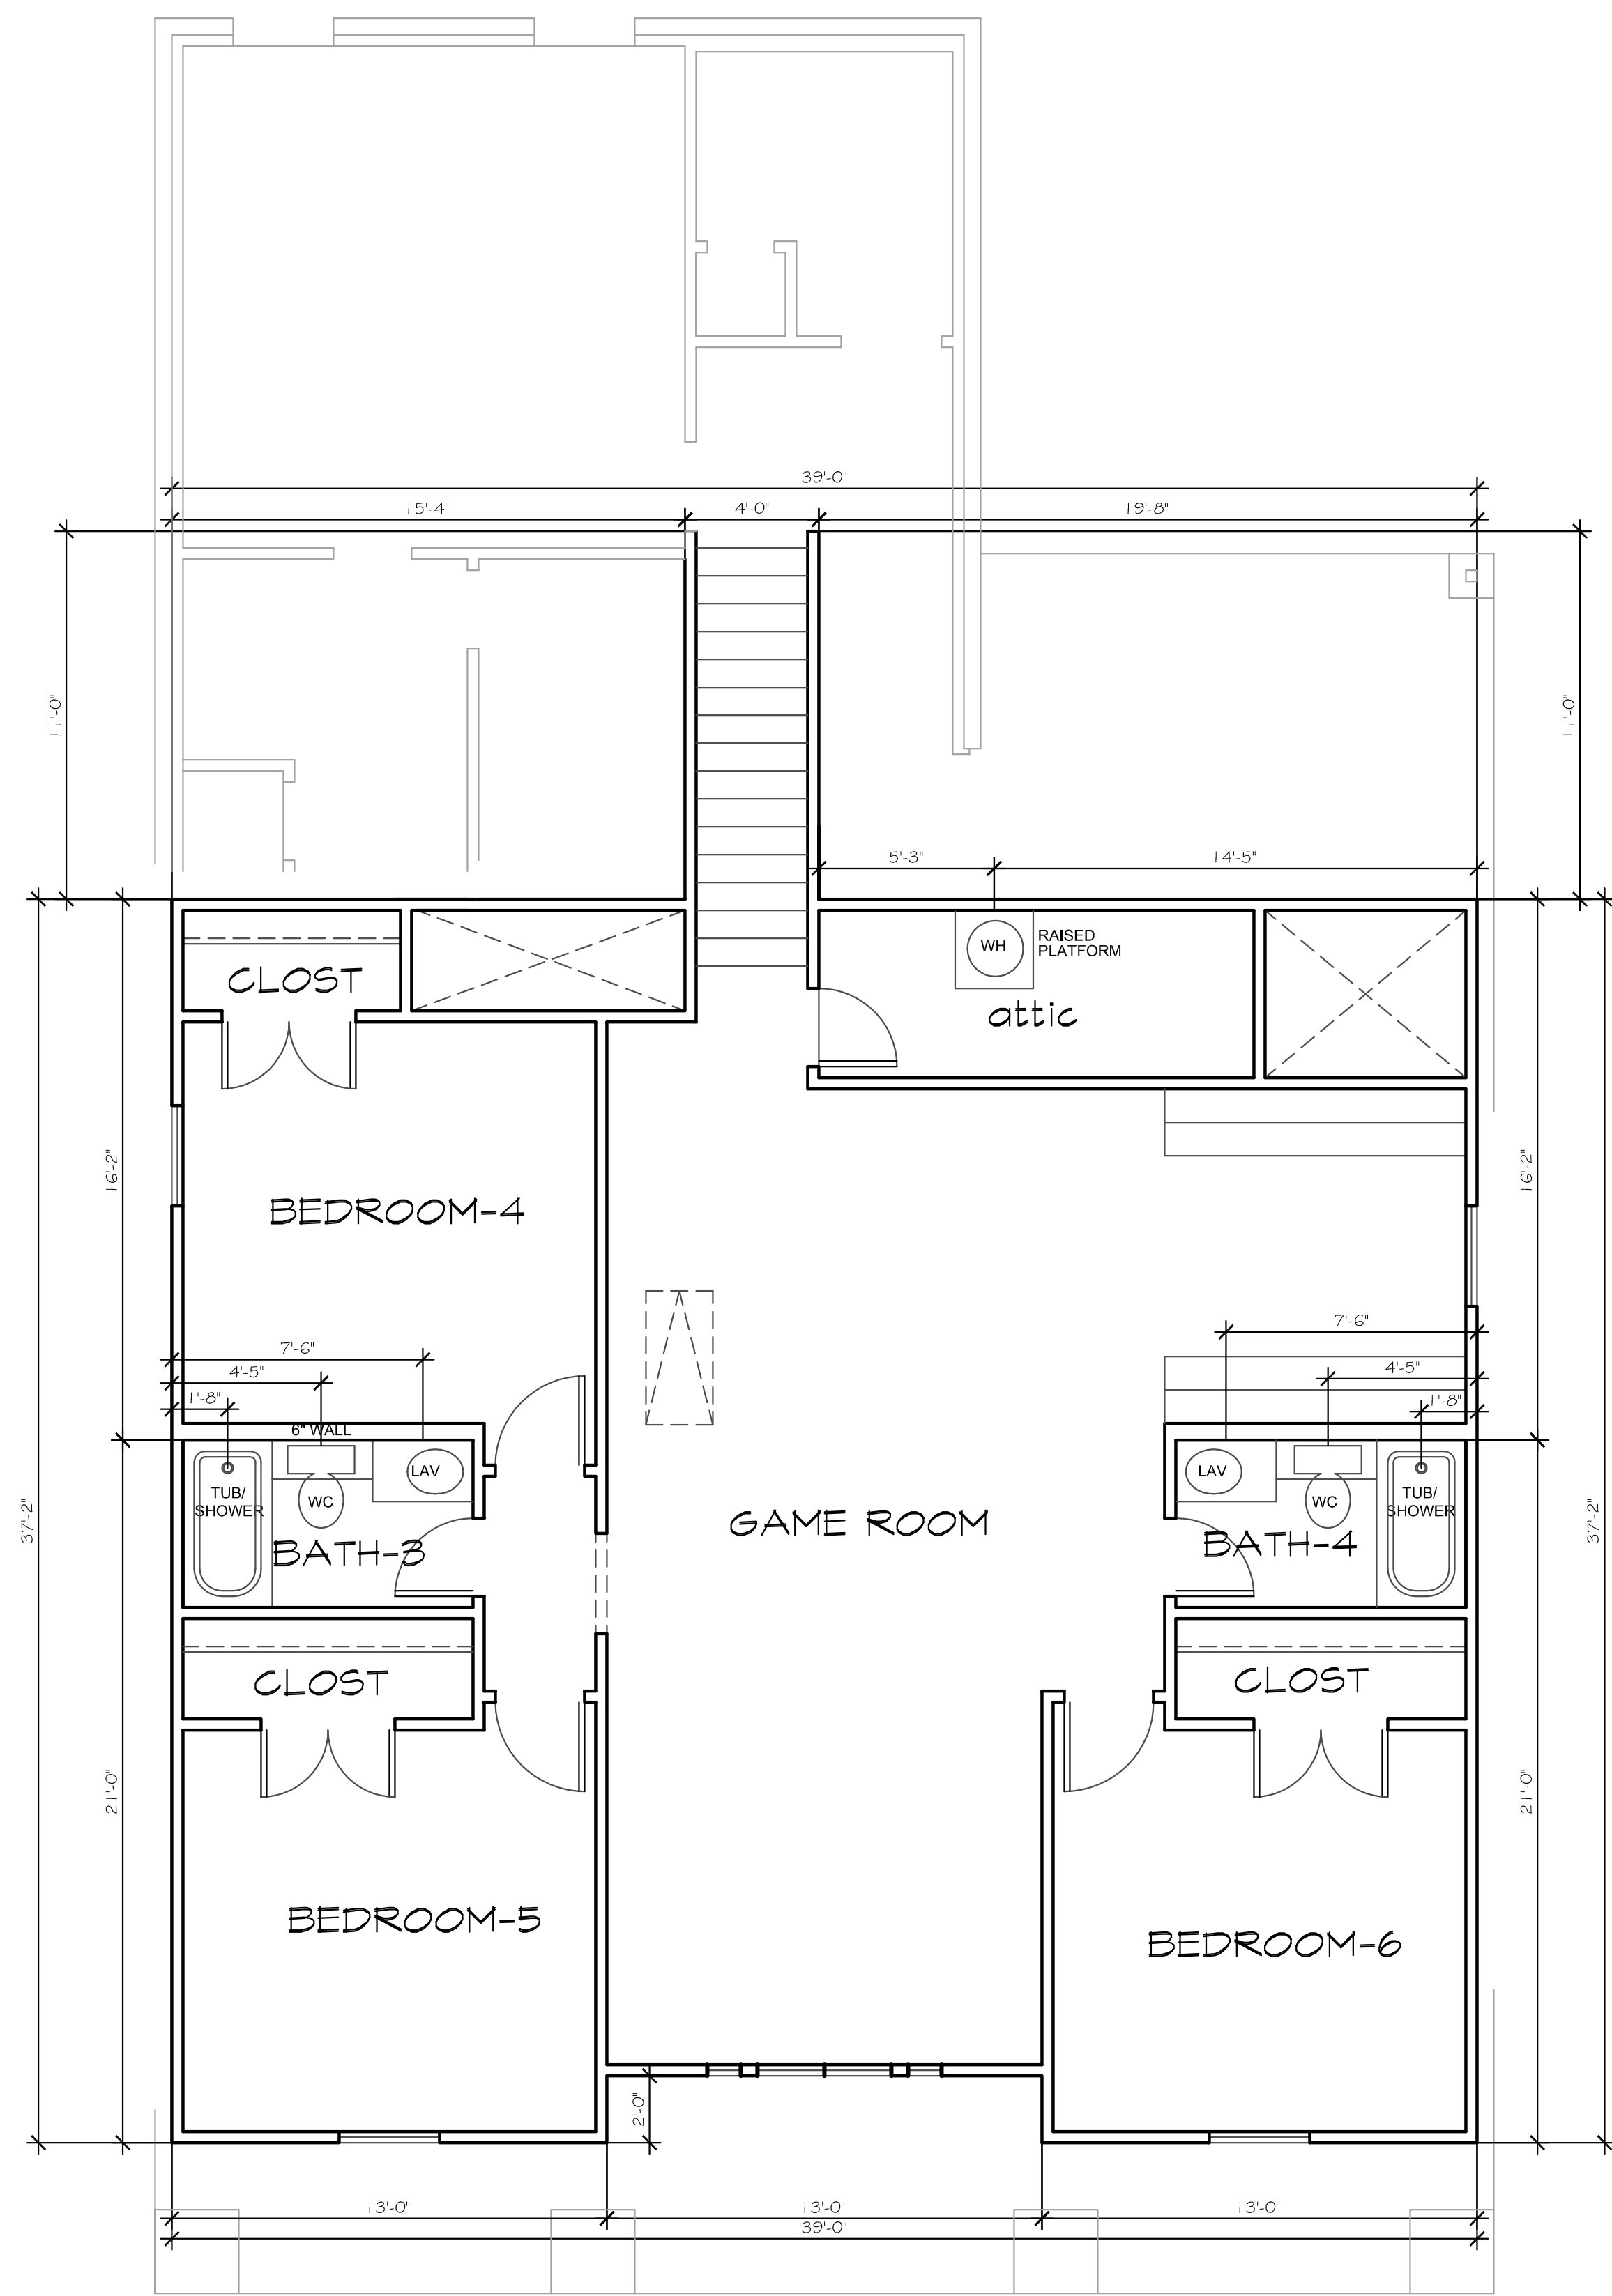 39'-0"
15'-4"
4'-0"
19'-8"
11'-0"
11'-0"
5'-3"
14'-5"
WH
RAISED
PLATFORM
CLOST
attic
16'-2"
16'-2"
BEDROOM-4
7'-6"
7'-6"
4'-5"
4'-5"
1'-8"
1'-8"
6" WALL
LAV
LAV
TUB/
SHOWER
WC
WC
TUB/
SHOWER
37'-2"
GAME ROOM
37'-2"
BATH-3
BATH-4
CLOST
CLOST
21'-0"
21'-0"
BEDROOM-5
BEDROOM-6
2'-0"
13'-0"
13'-0"
13'-0"
39'-0"